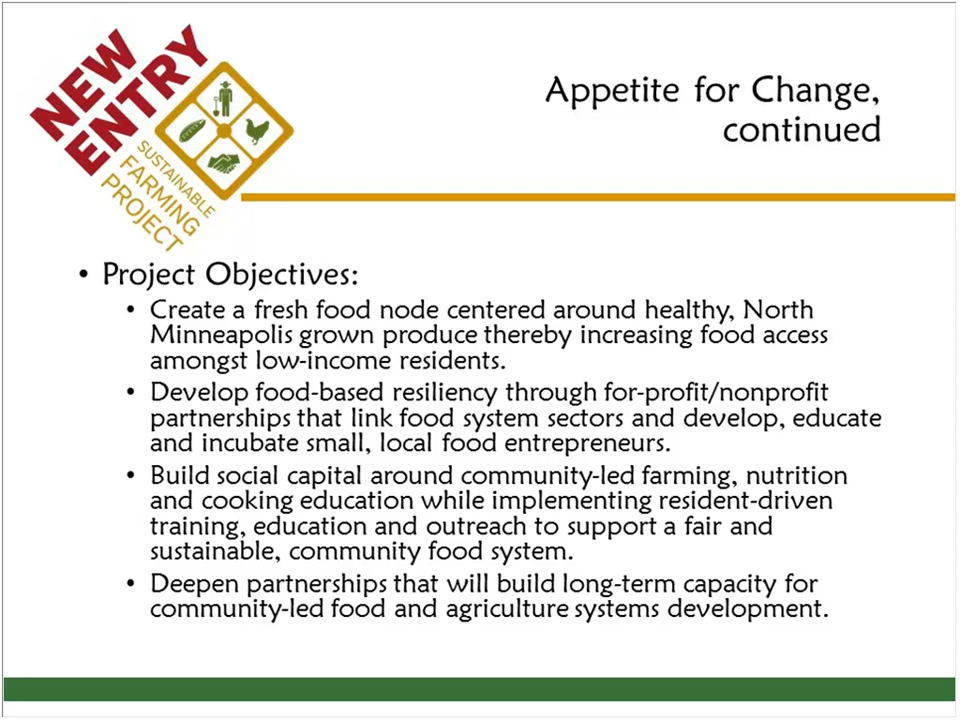 NEW
ENTRY
SUSTAINABLE
FARMING
PROJECT
Appetite for Change,
continued
• Project Objectives:
• Create a fresh food node centered around healthy, North
Minneapolis grown produce thereby increasing food access
amongst low-income residents.
• Develop food-based resiliency through for-profit/nonprofit
partnerships that link food system sectors and develop, educate
and incubate small, local food entrepreneurs.
• Build social capital around community-led farming, nutrition
and cooking education while implementing resident-driven
training, education and outreach to support a fair and
sustainable, community food system.
• Deepen partnerships that will build long-term capacity for
community-led food and agriculture systems development.